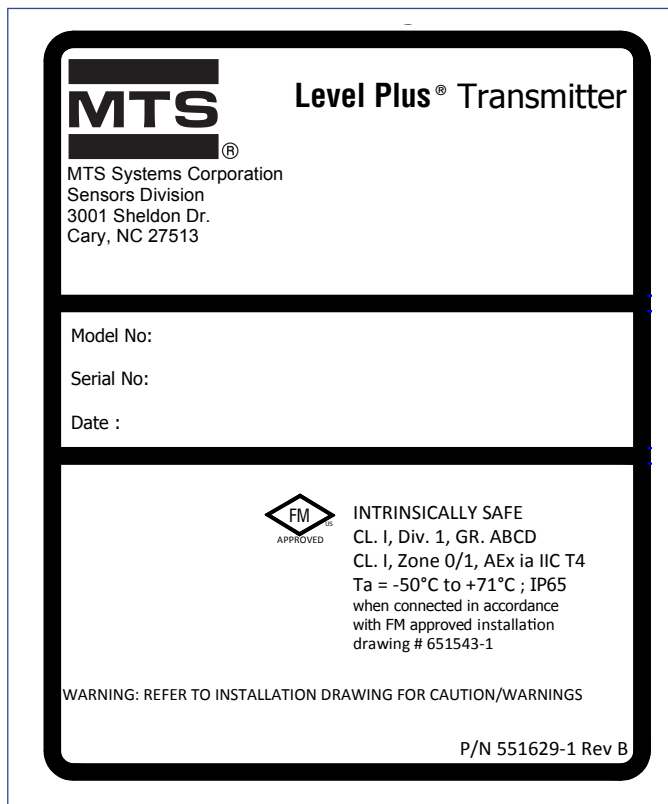 MTS
®
Level Plus® Transmitter
MTS Systems Corporation
Sensors Division
3001 Sheldon Dr.
Cary, NC 27513
Model No:
Serial No:
Date :
FM
us
APPROVED
INTRINSICALLY SAFE
CL. I, Div. 1, GR. ABCD
CL. I, Zone 0/1, AEx ia IIC T4
Ta = -50°C to +71°C ; IP65
when connected in accordance
with FM approved installation
drawing # 651543-1
WARNING: REFER TO INSTALLATION DRAWING FOR CAUTION/WARNINGS
P/N 551629-1 Rev B